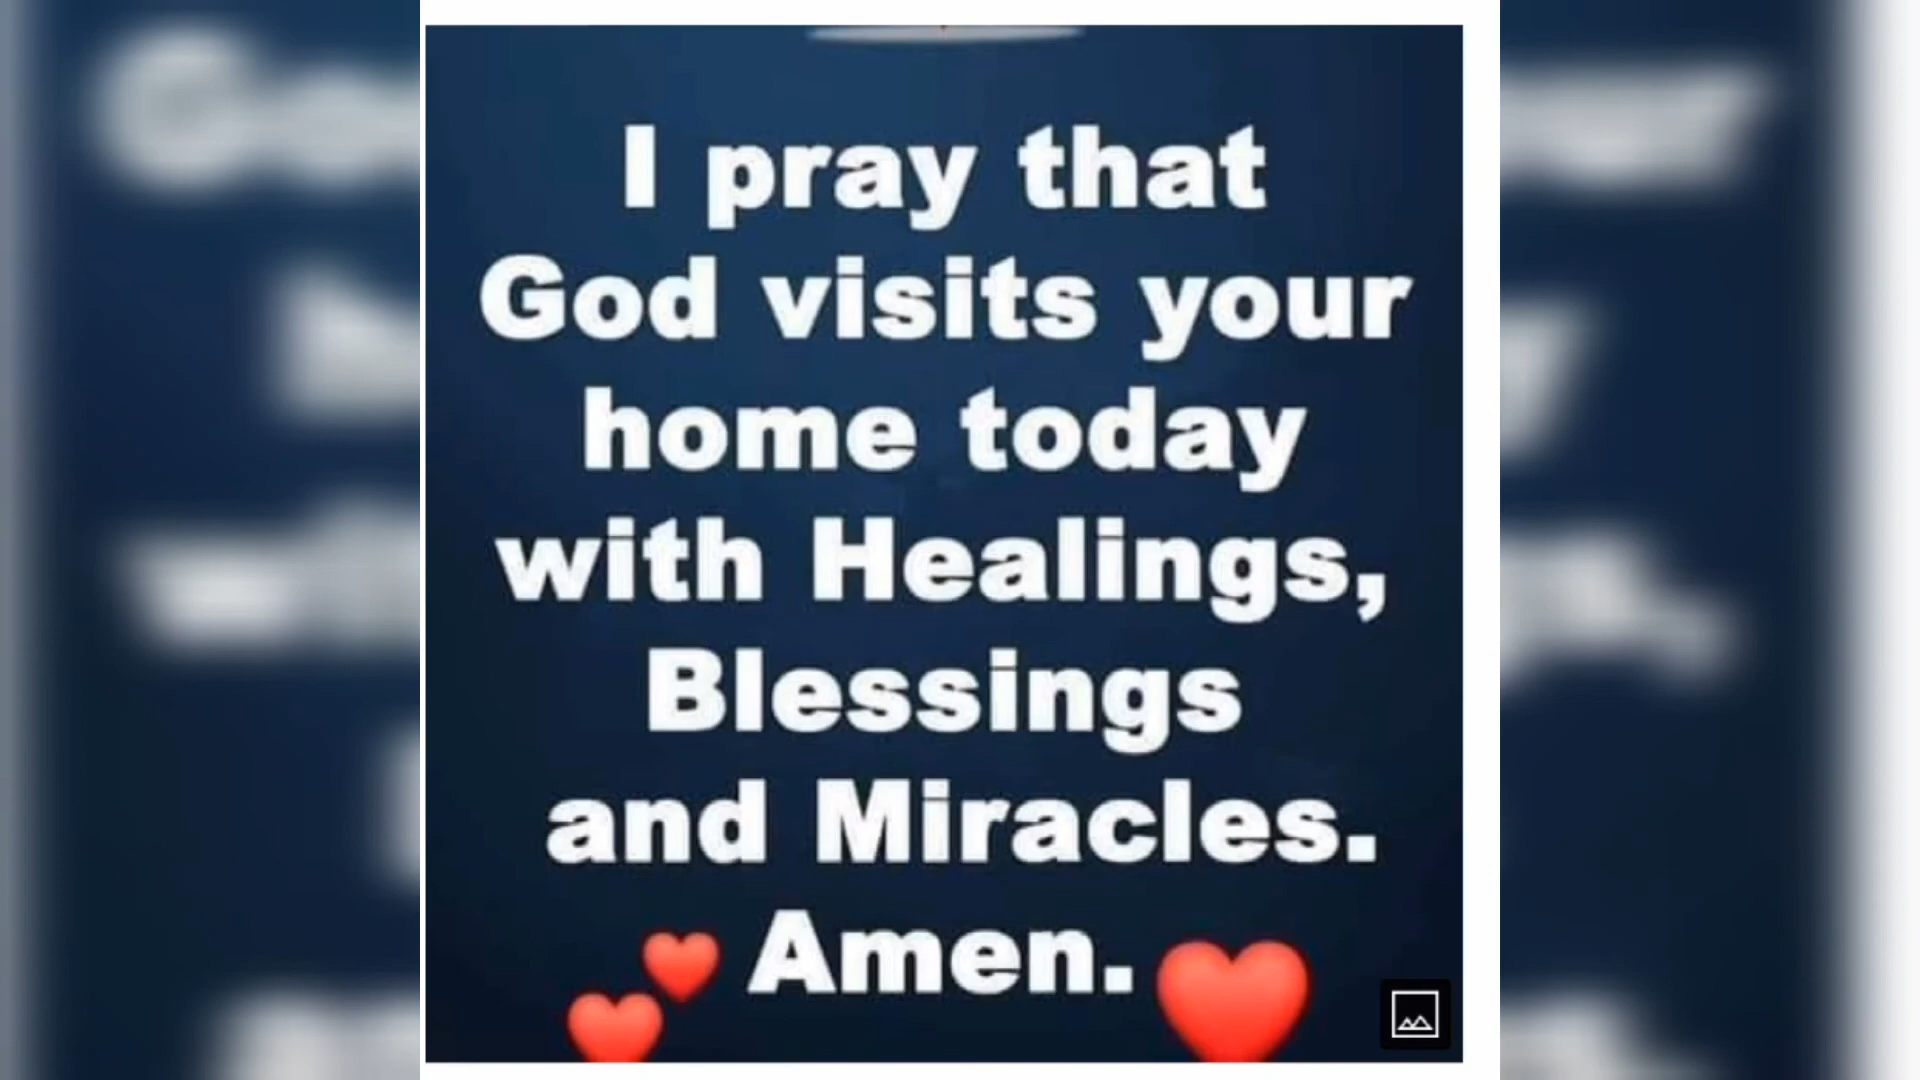 I pray that
God visits your
home today
with Healings,
Blessings
and Miracles.
Amen.